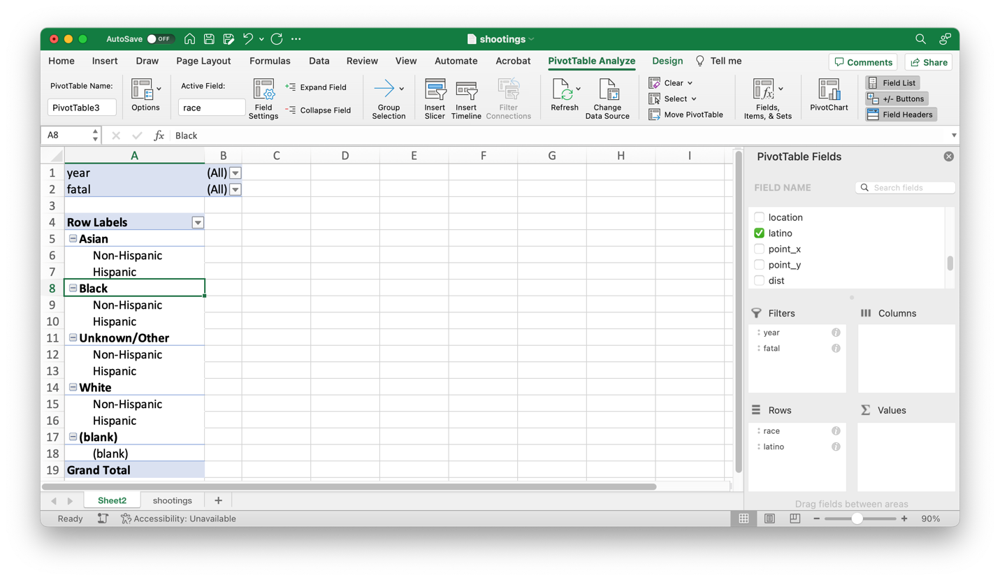 AutoSave OFF shootings
Home Insert Draw Page Layout Formulas Data Review View Automate Acrobat PivotTable Analyze Design Tell me Comments Share
PivotTable Name:
PivotTable3
Options
Active Field:
race
Field
Settings
Expand Field
Collapse Field
Group
Selection
Insert
Slicer
Insert
Timeline
Filter
Connections
Refresh
Change
Data Source
Clear
Select
Move PivotTable
Fields,
Items, & Sets
PivotChart
Field List
+/- Buttons
Field Headers
A8 fx Black
A B C D E F G H I
1 year (All)
2 fatal (All)
3
4 Row Labels
5 Asian
6 Non-Hispanic
7 Hispanic
8 Black
9 Non-Hispanic
10 Hispanic
11 Unknown/Other
12 Non-Hispanic
13 Hispanic
14 White
15 Non-Hispanic
16 Hispanic
17 (blank)
18 (blank)
19 Grand Total
PivotTable Fields
FIELD NAME Search fields
location
latino
point_x
point_y
dist
Filters
year
fatal
Columns
Rows
race
latino
Values
Drag fields between areas
Sheet2 shootings +
Ready Accessibility: Unavailable 90%